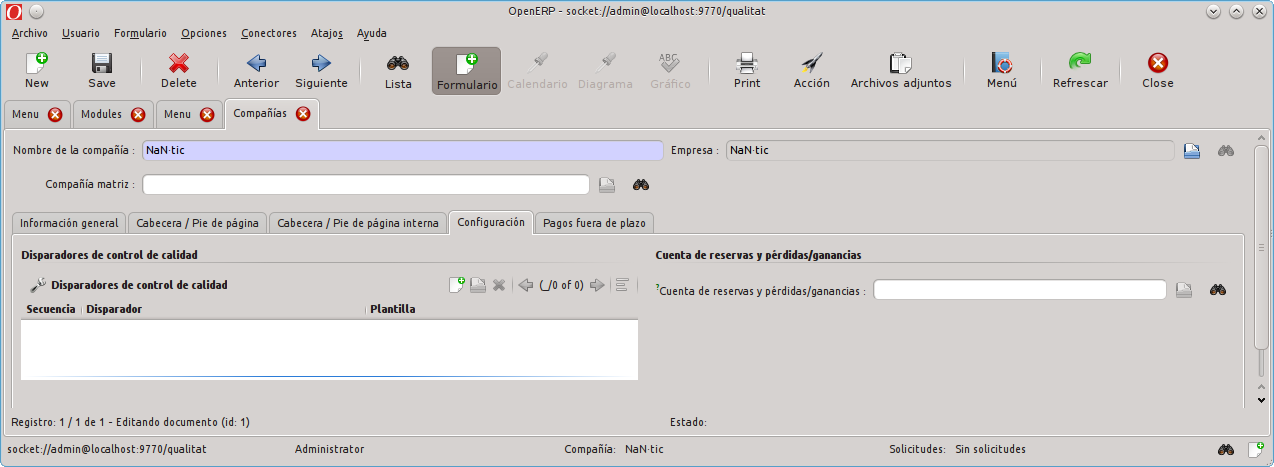 OpenERP - socket://admin@localhost:9770/qualitat
Archivo Usuario Formulario Opciones Conectores Atajos Ayuda
New Save Delete Anterior Siguiente Lista Formulario Calendario Diagrama ABC Gráfico Print Acción Archivos adjuntos Menú Refrescar Close
Menu Modules Menu Compañías
Nombre de la compañía : NaN·tic Empresa : NaN·tic
Compañía matriz :
Información general Cabecera / Pie de página Cabecera / Pie de página interna Configuración Pagos fuera de plazo
Disparadores de control de calidad Cuenta de reservas y pérdidas/ganancias
Disparadores de control de calidad (_/0 of 0) ?Cuenta de reservas y pérdidas/ganancias :
Secuencia Disparador Plantilla
Registro: 1 / 1 de 1 - Editando documento (id: 1) Estado:
socket://admin@localhost:9770/qualitat Administrator Compañía: NaN·tic Solicitudes: Sin solicitudes